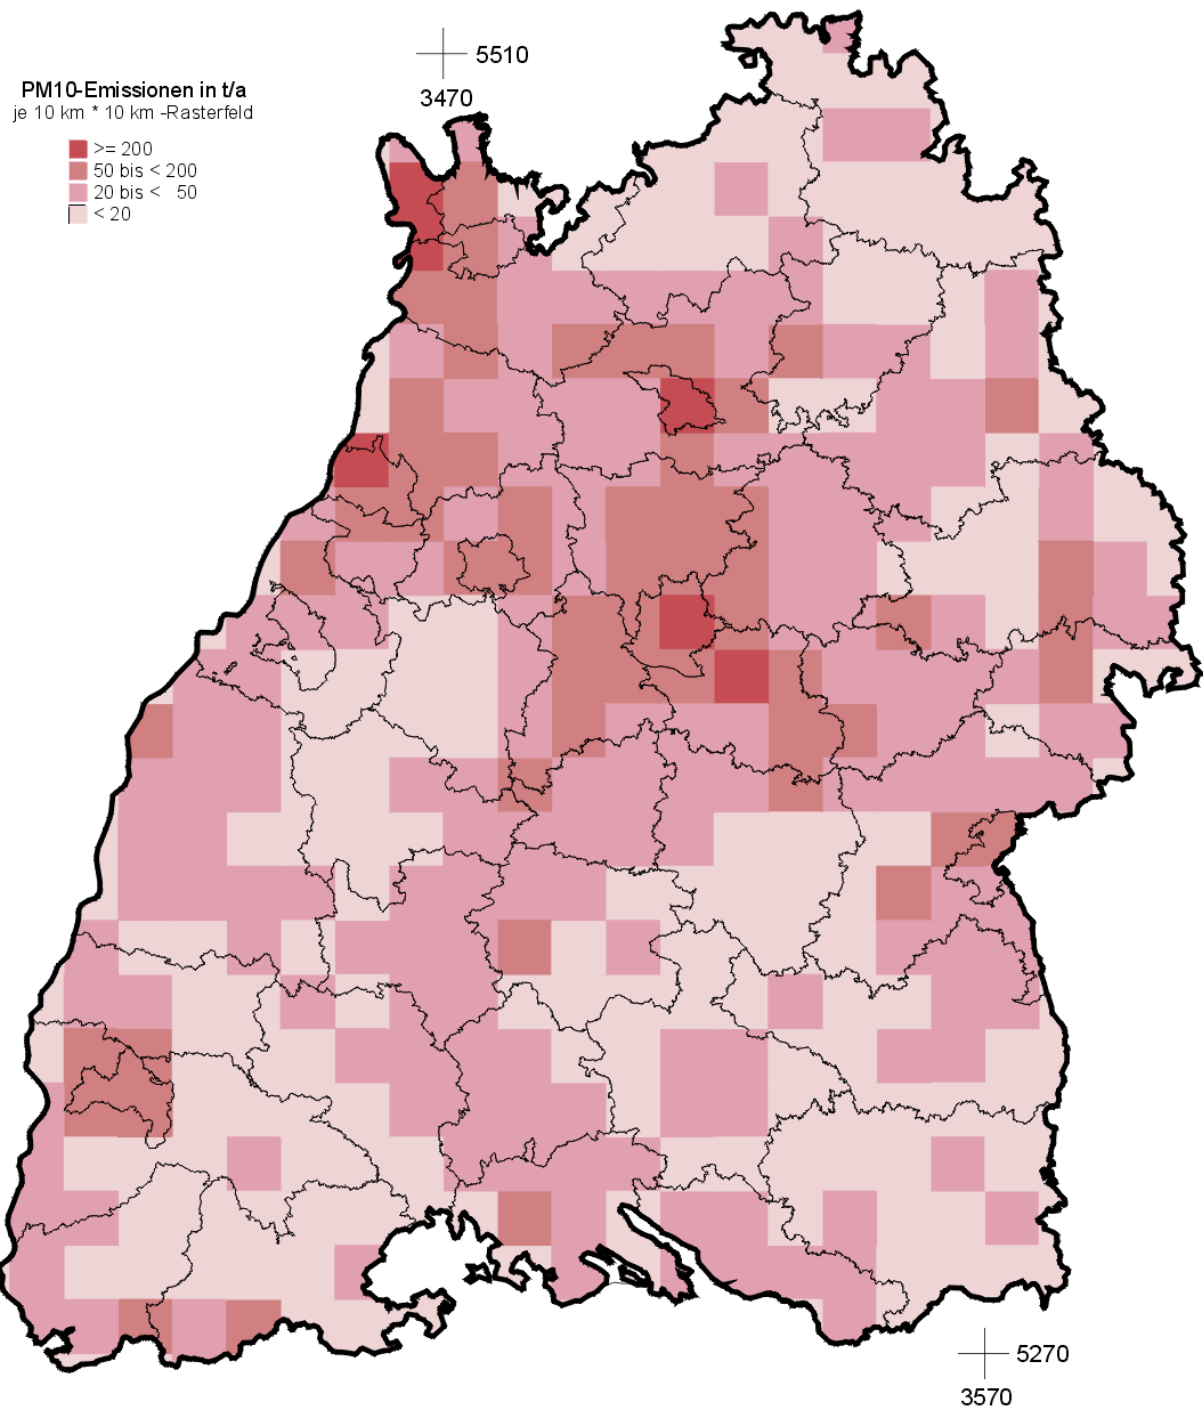 5510
3470
PM10-Emissionen in t/a
je 10 km * 10 km -Rasterfeld
>= 200
50 bis < 200
20 bis < 50
< 20
5270
3570